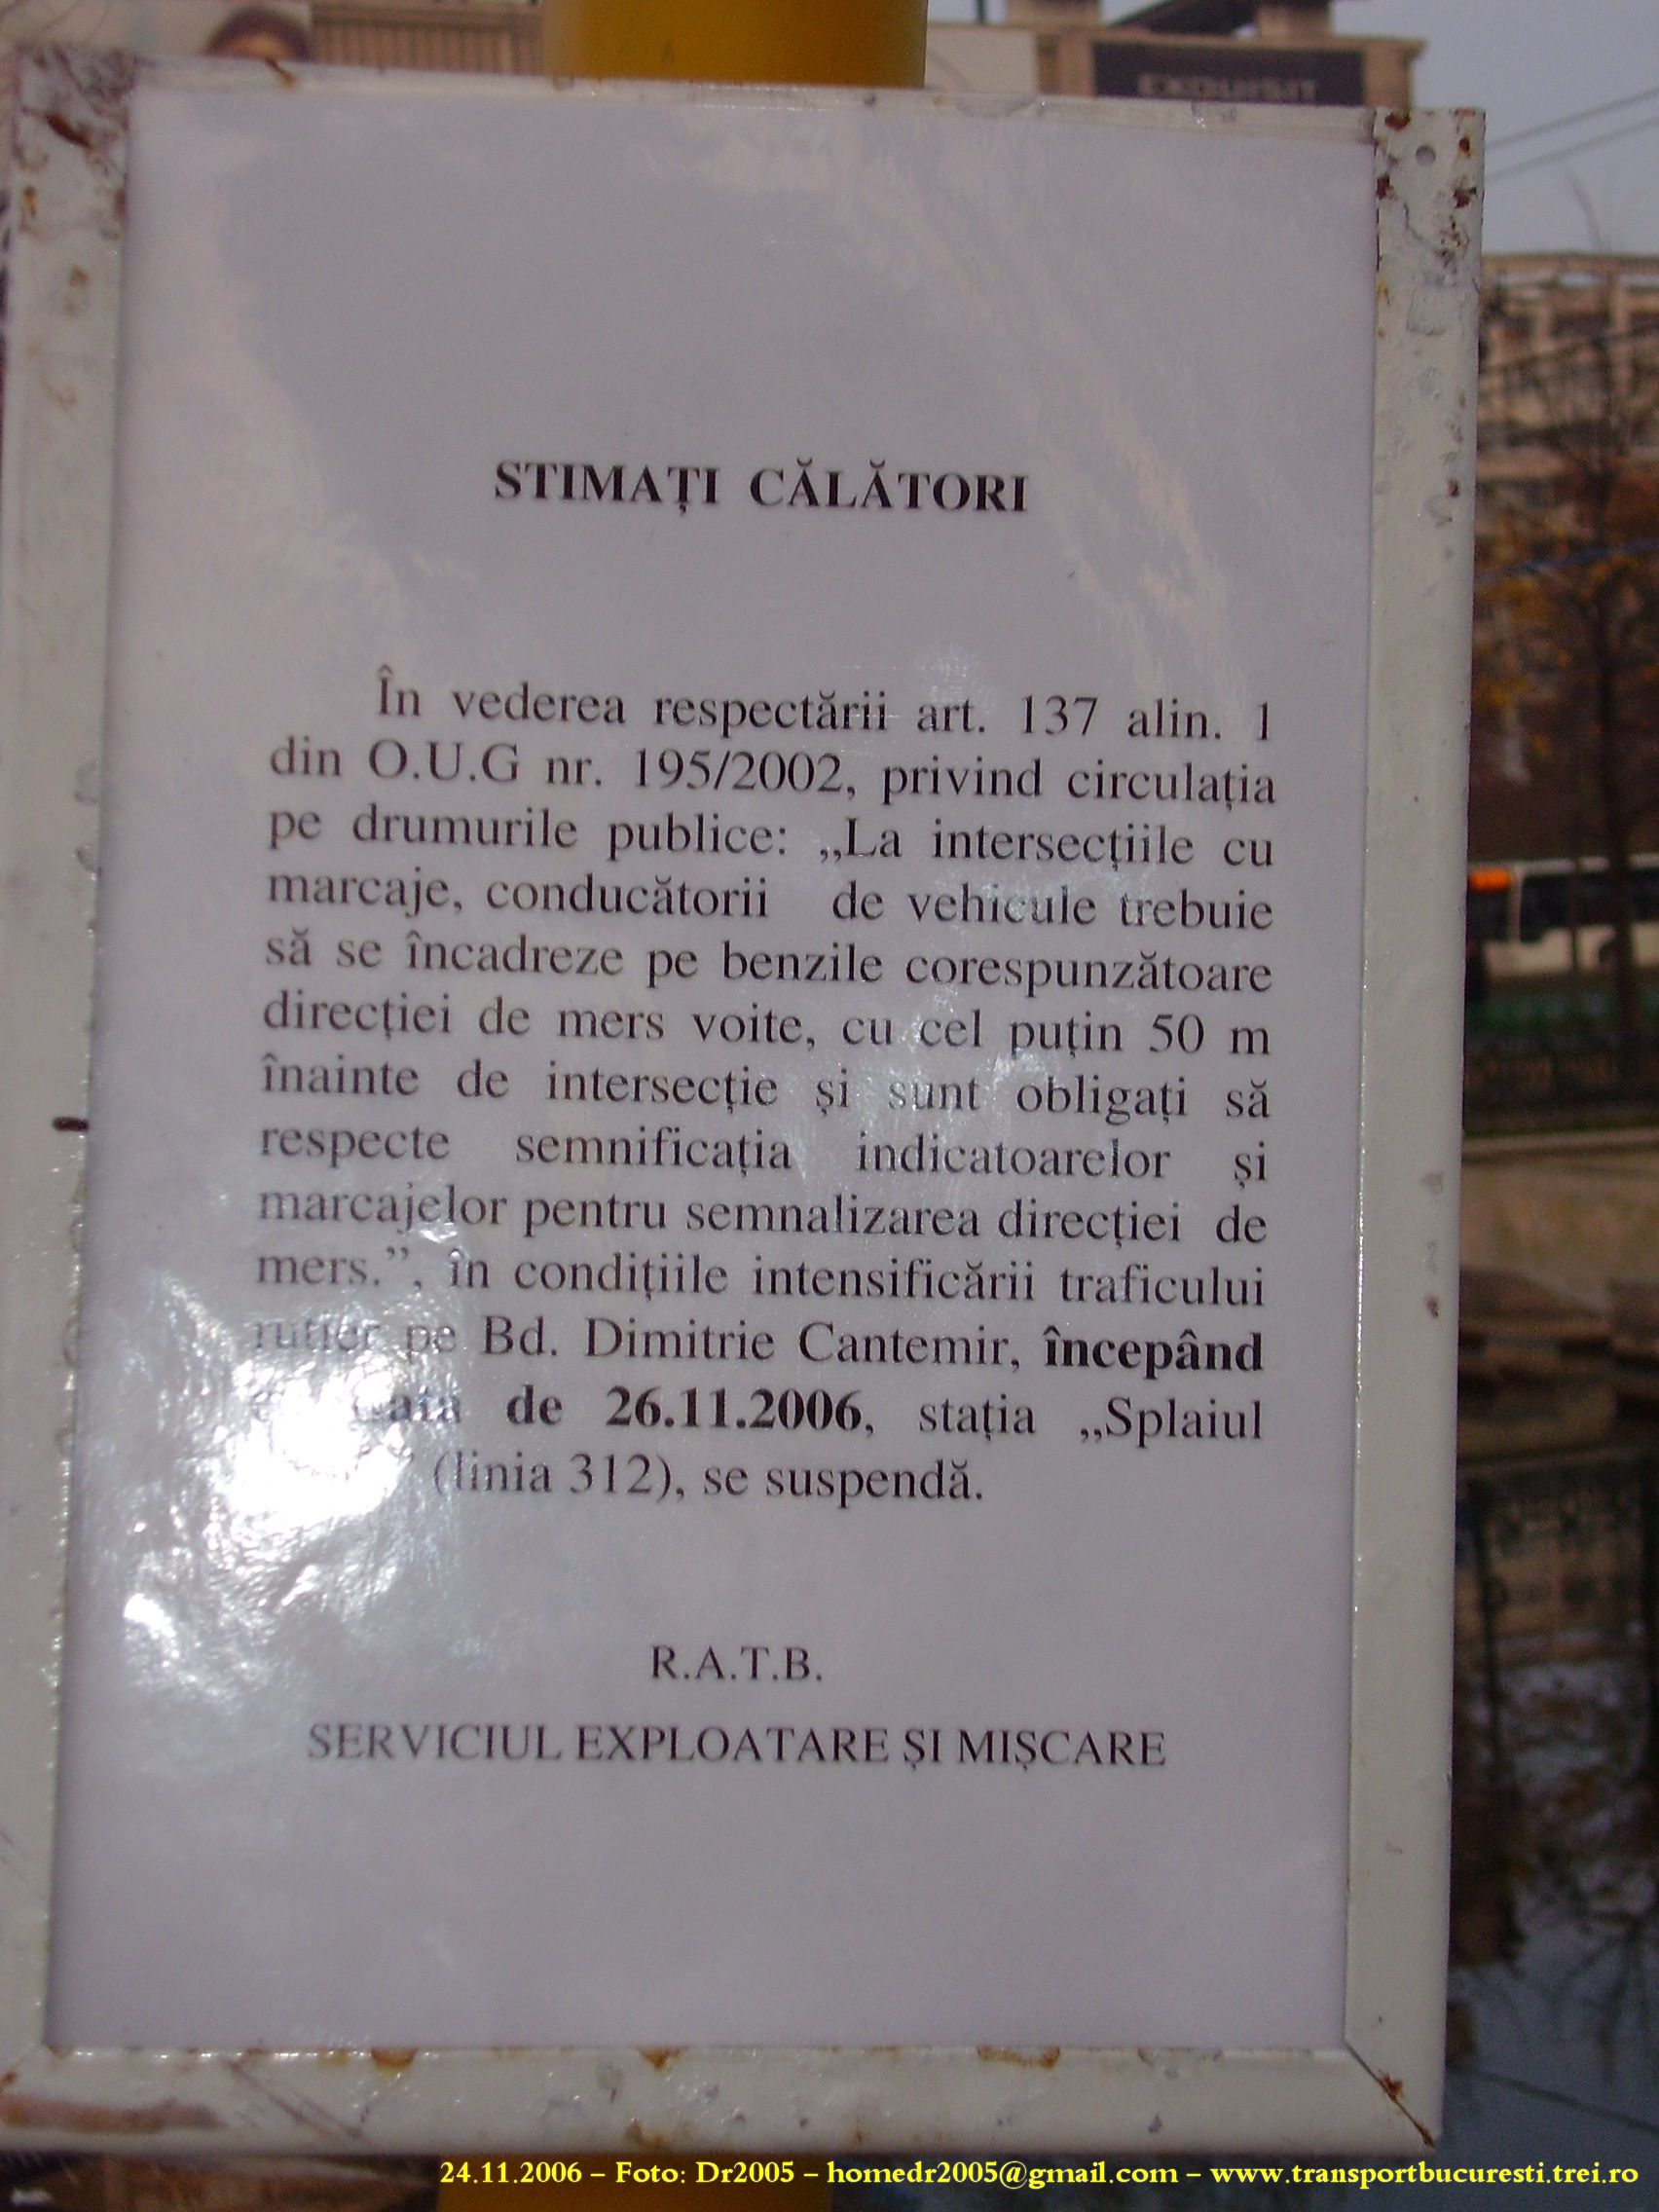 STIMAȚI CĂLĂTORI
În vederea respectării art. 137 alin. 1
din O.U.G nr. 195/2002, privind circulația
pe drumurile publice: „La intersecțiile cu
marcaje, conducătorii de vehicule trebuie
să se încadreze pe benzile corespunzătoare
direcției de mers voite, cu cel puțin 50 m
înainte de intersecție și sunt obligați să
respecte semnificația indicatoarelor și
marcajelor pentru semnalizarea direcției de
mers.”, în condițiile intensificării traficului
rutier pe Bd. Dimitrie Cantemir, începând
data de 26.11.2006, stația „Splaiul
” (linia 312), se suspendă.
R.A.T.B.
SERVICIUL EXPLOATARE ȘI MIȘCARE
24.11.2006 – Foto: Dr2005 – homedr2005@gmail.com – www.transportbucuresti.trei.ro